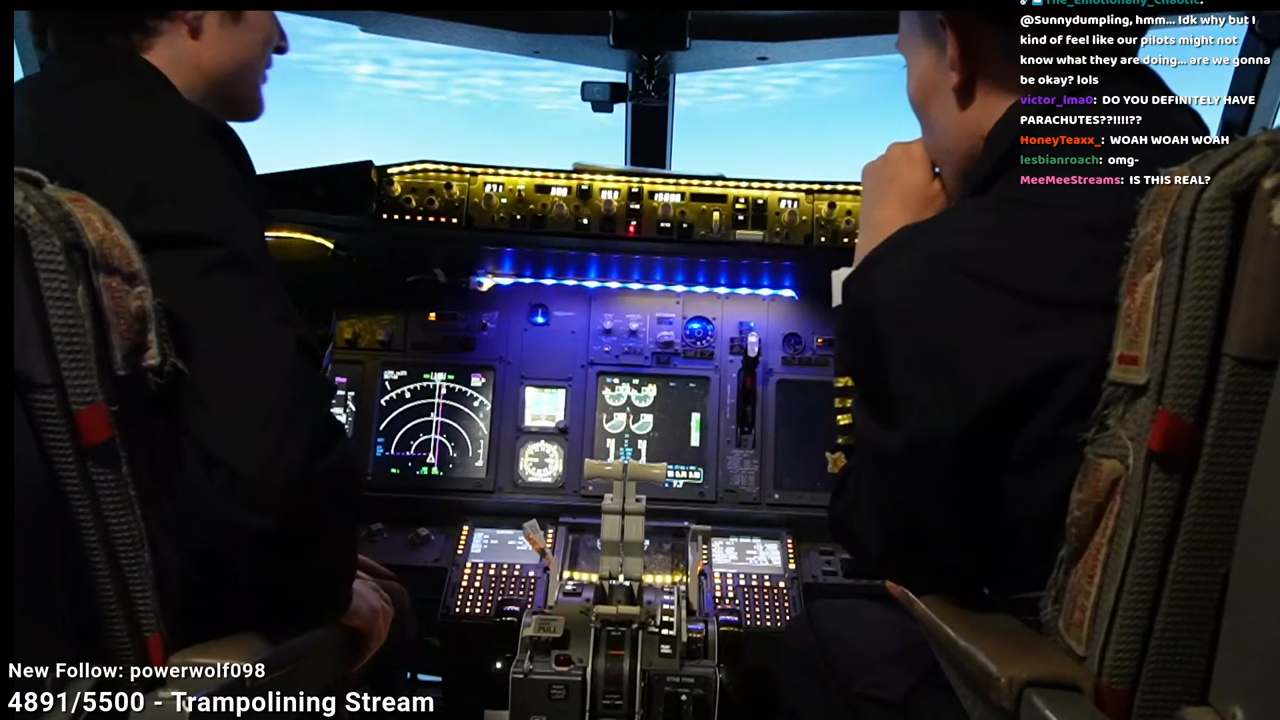 The_Emotionally_Chaotic:
@Sunnydumpling, hmm... Idk why but I
kind of feel like our pilots might not
know what they are doing... are we gonna
be okay? lols
victor_lma0: DO YOU DEFINITELY HAVE
PARACHUTES??!!!!??
HoneyTeaxx_: WOAH WOAH WOAH
lesbianroach: omg-
MeeMeeStreams: IS THIS REAL?
PULL
New Follow: powerwolf098
4891/5500 - Trampolining Stream